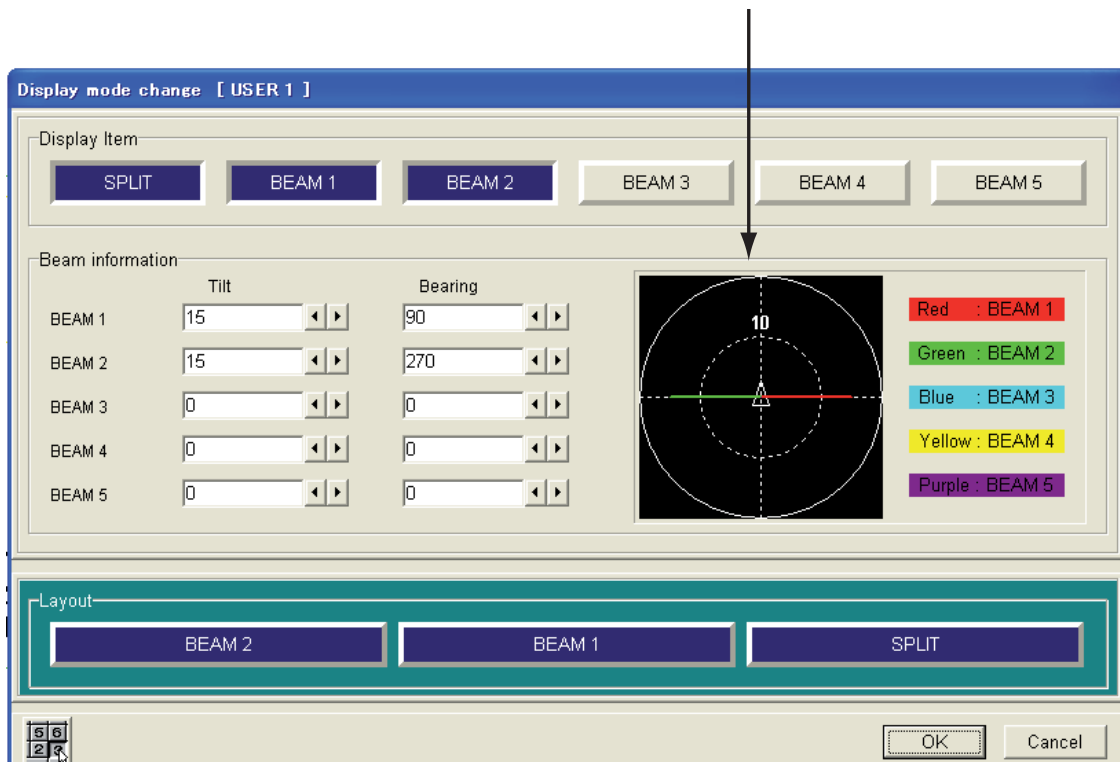 Display mode change [ USER 1 ]
Display Item
SPLIT BEAM 1 BEAM 2 BEAM 3 BEAM 4 BEAM 5
Beam information
Tilt Bearing
BEAM 1 15 90
BEAM 2 15 270
BEAM 3 0 0
BEAM 4 0 0
BEAM 5 0 0
10
Red : BEAM 1
Green : BEAM 2
Blue : BEAM 3
Yellow : BEAM 4
Purple : BEAM 5
Layout
BEAM 2 BEAM 1 SPLIT
5 6
2
OK Cancel